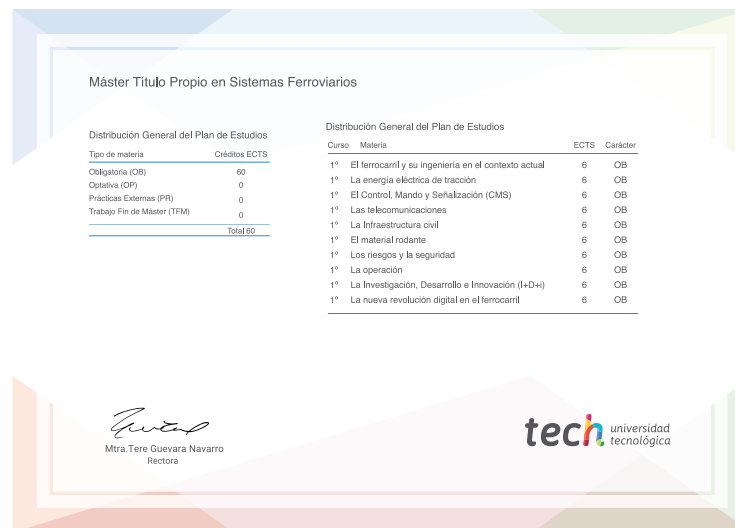 Máster Título Propio en Sistemas Ferroviarios
Distribución General del Plan de Estudios
Tipo de materia Créditos ECTS
Obligatoria (OB) 60
Optativa (OP) 0
Prácticas Externas (PR) 0
Trabajo Fin de Máster (TFM) 0
Total 60
Distribución General del Plan de Estudios
Curso Materia ECTS Carácter
1º El ferrocarril y su ingeniería en el contexto actual 6 OB
1º La energía eléctrica de tracción 6 OB
1º El Control, Mando y Señalización (CMS) 6 OB
1º Las telecomunicaciones 6 OB
1º La Infraestructura civil 6 OB
1º El material rodante 6 OB
1º Los riesgos y la seguridad 6 OB
1º La operación 6 OB
1º La Investigación, Desarrollo e Innovación (I+D+i) 6 OB
1º La nueva revolución digital en el ferrocarril 6 OB
Mtra.Tere Guevara Navarro
Rectora
tech universidad
tecnológica